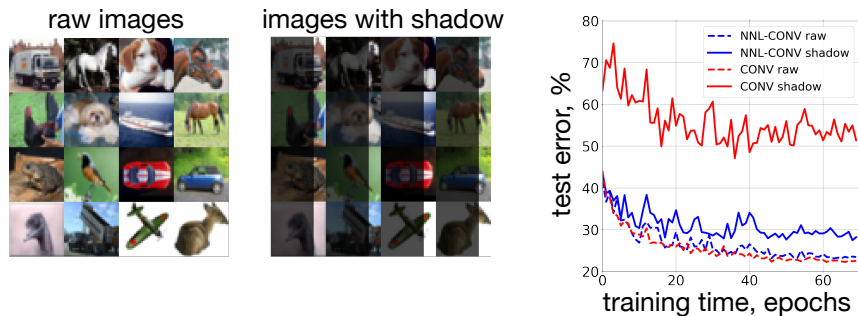 raw images
images with shadow
80
70
60
50
40
30
20
0
20
40
60
test error, %
training time, epochs
NNL-CONV raw
NNL-CONV shadow
CONV raw
CONV shadow